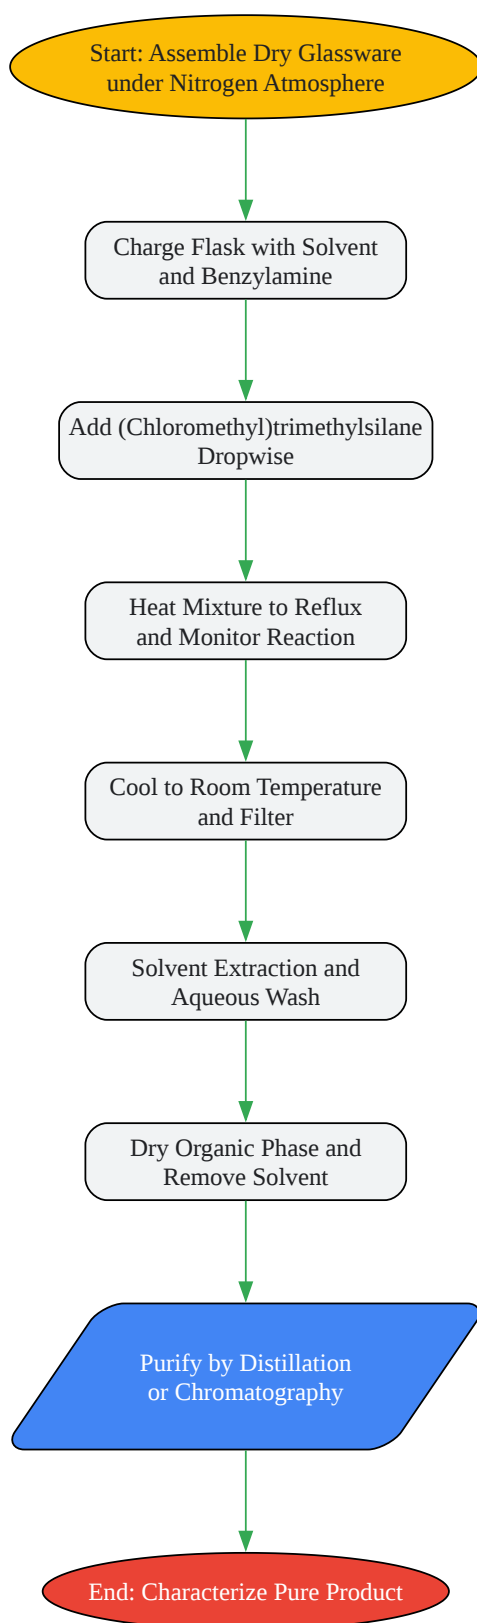 Start: Assemble Dry Glassware
under Nitrogen Atmosphere
Charge Flask with Solvent
and Benzylamine
Add (Chloromethyl)trimethylsilane
Dropwise
Heat Mixture to Reflux
and Monitor Reaction
Cool to Room Temperature
and Filter
Solvent Extraction and
Aqueous Wash
Dry Organic Phase and
Remove Solvent
Purify by Distillation
or Chromatography
End: Characterize Pure Product